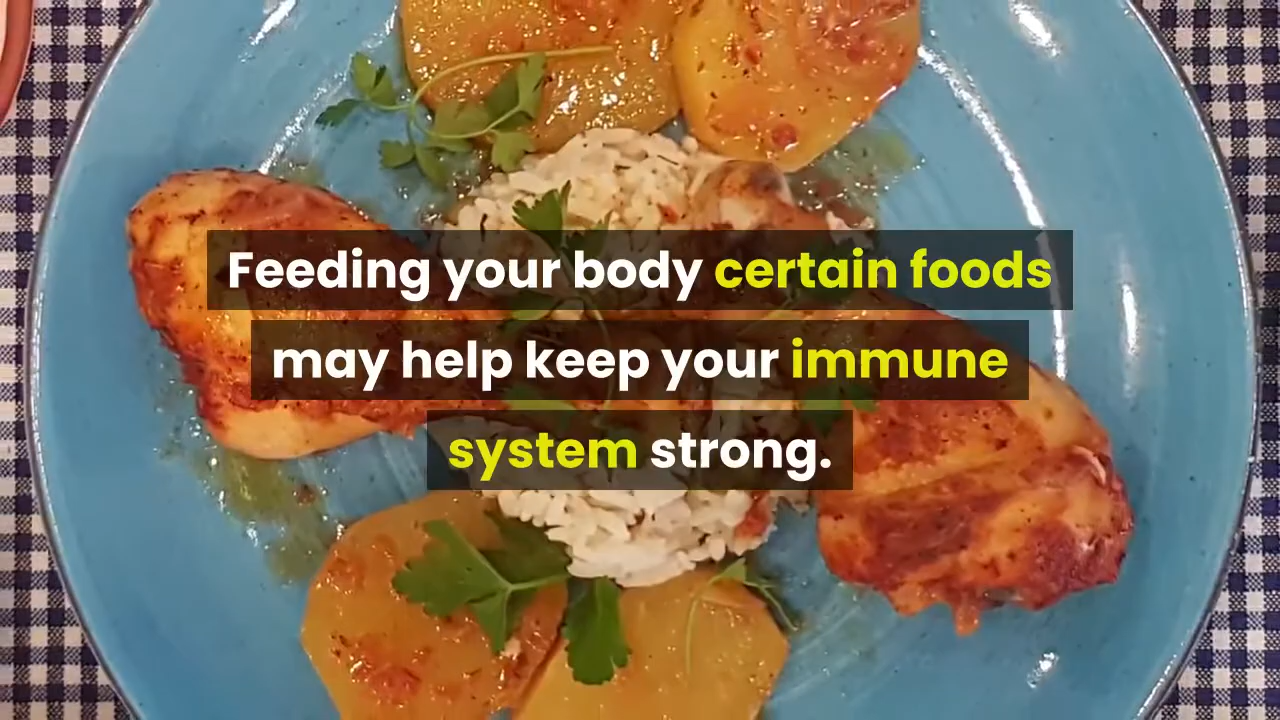 Feeding your body certain foods
may help keep your immune
system strong.